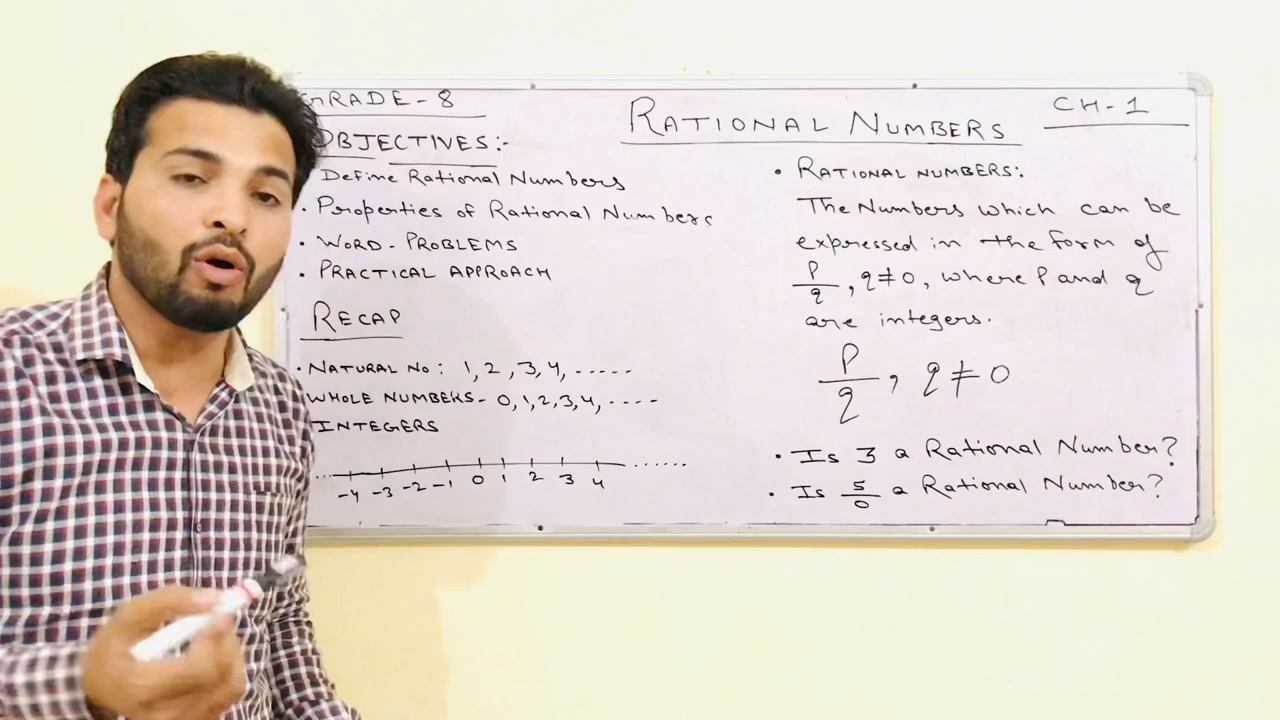 GRADE-8
OBJECTIVES:-
Define Rational Numbers
• Properties of Rational Numbers
• WORD-PROBLEMS
• PRACTICAL APPROACH
RECAP
• NATURAL No: 1, 2, 3, 4, -----
WHOLE NUMBERS- 0, 1, 2, 3, 4, ----
INTEGERS
... -4 -3 -2 -1 0 1 2 3 4 ......
RATIONAL NUMBERS
CH-1
• RATIONAL NUMBERS:
The Numbers which can be
expressed in the form of
P/q, q≠0, where P and q
are integers.
P/q, q≠0
• Is 3 a Rational Number?
• Is 5/0 a Rational Number?